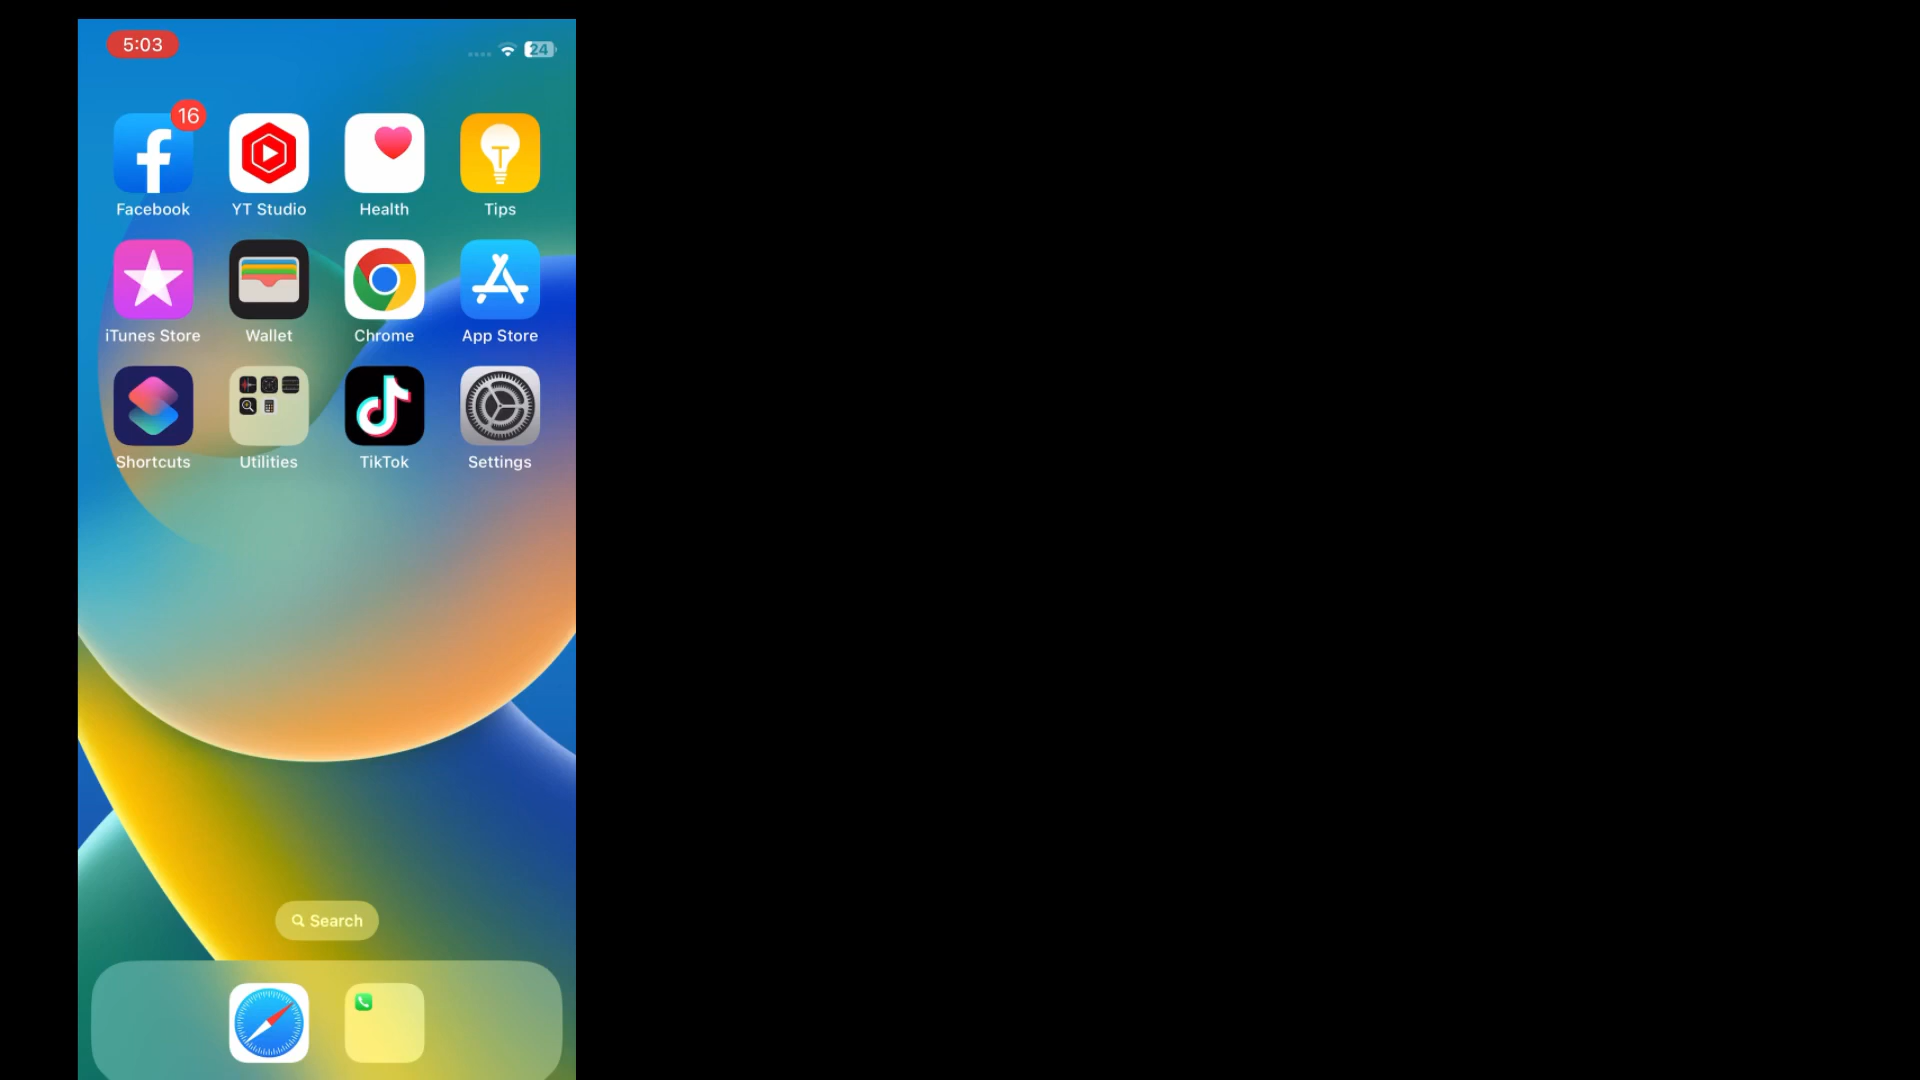 5:03
24
16
Facebook
YT Studio
Health
Tips
iTunes Store
Wallet
Chrome
App Store
Shortcuts
Utilities
TikTok
Settings
Search